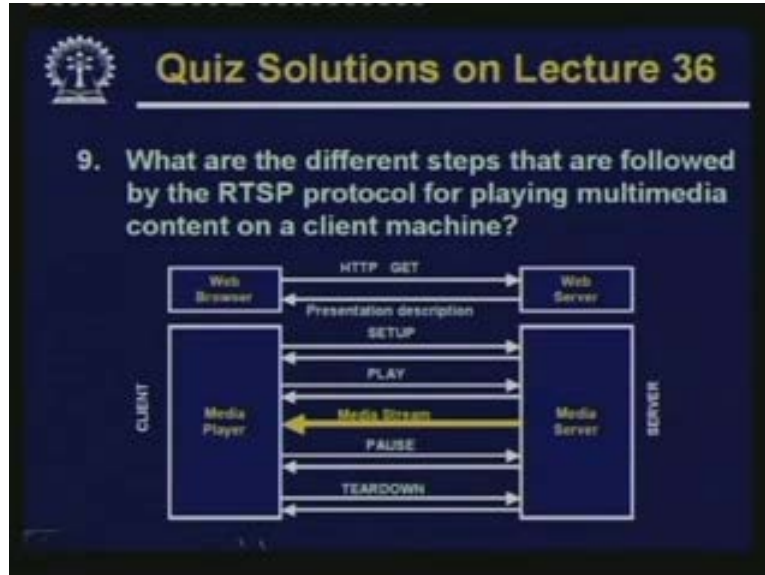 Quiz Solutions on Lecture 36
9. What are the different steps that are followed
by the RTSP protocol for playing multimedia
content on a client machine?
HTTP GET
Web
Browser
Web
Server
Presentation description
SETUP
PLAY
CLIENT
Media
Player
Media Stream
Media
Server
SERVER
PAUSE
TEARDOWN